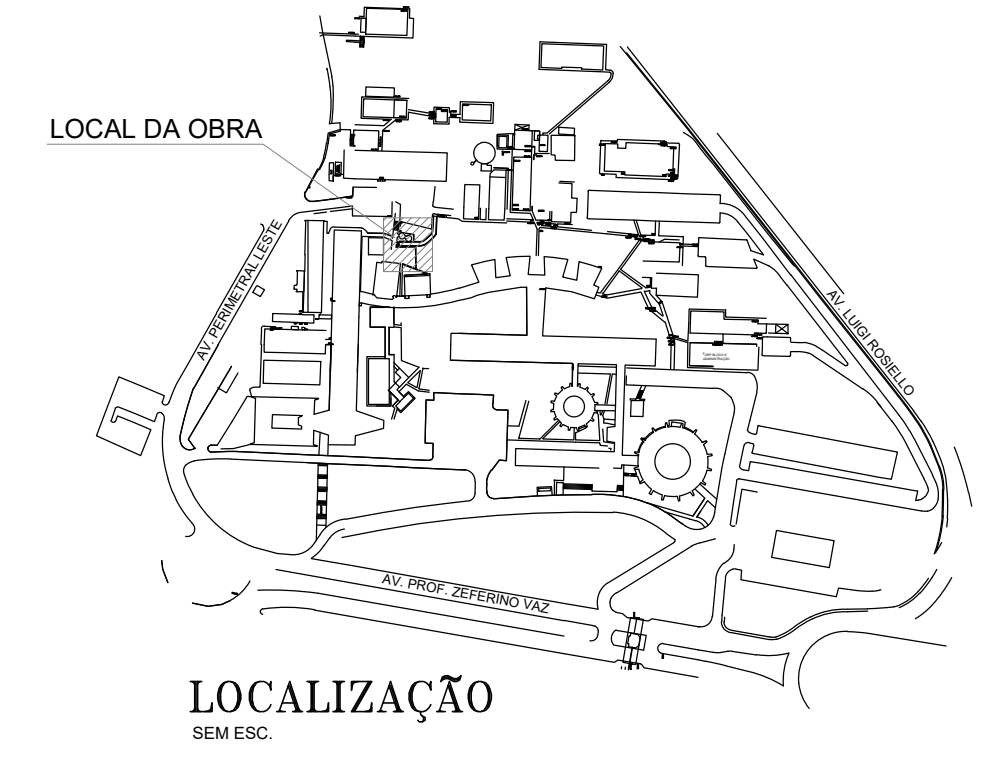 LOCAL DA OBRA
AV. PERIMETRAL LESTE
AV. LUIGI ROSIELLO
AV. PROF. ZEFERINO VAZ
LOCALIZAÇÃO
SEM ESC.